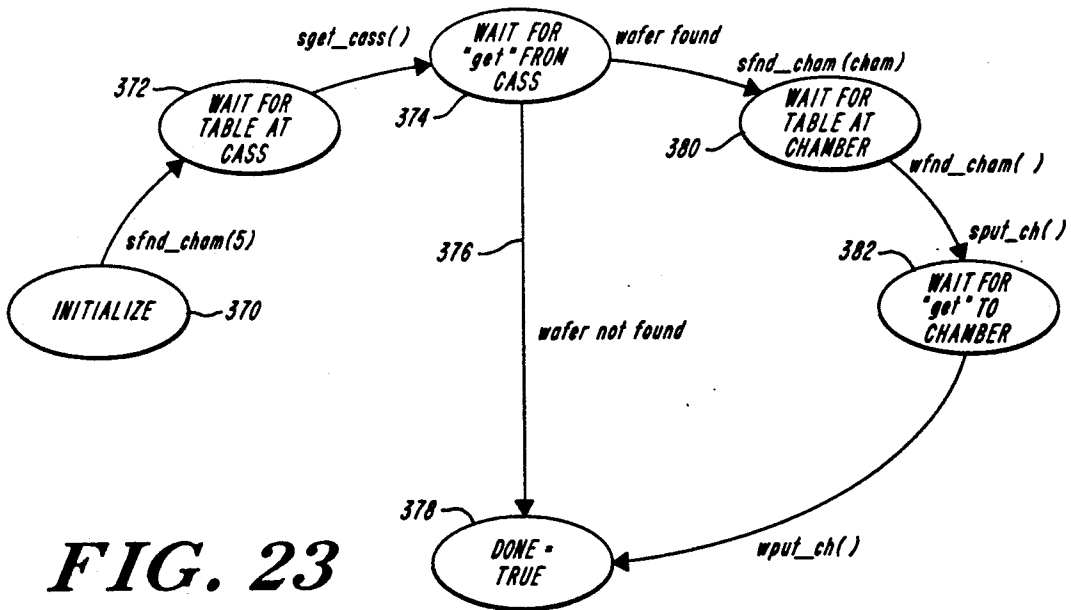 sget_cass()
WAIT FOR
"get" FROM
CASS
374
wafer found
sfnd_cham (cham)
372
WAIT FOR
TABLE AT
CASS
WAIT FOR
TABLE AT
CHAMBER
380
wfnd_cham( )
sfnd_cham(5)
sput_ch()
INITIALIZE
370
376
382
WAIT FOR
"get" TO
CHAMBER
wafer not found
378
DONE =
TRUE
wput_ch()
FIG. 23